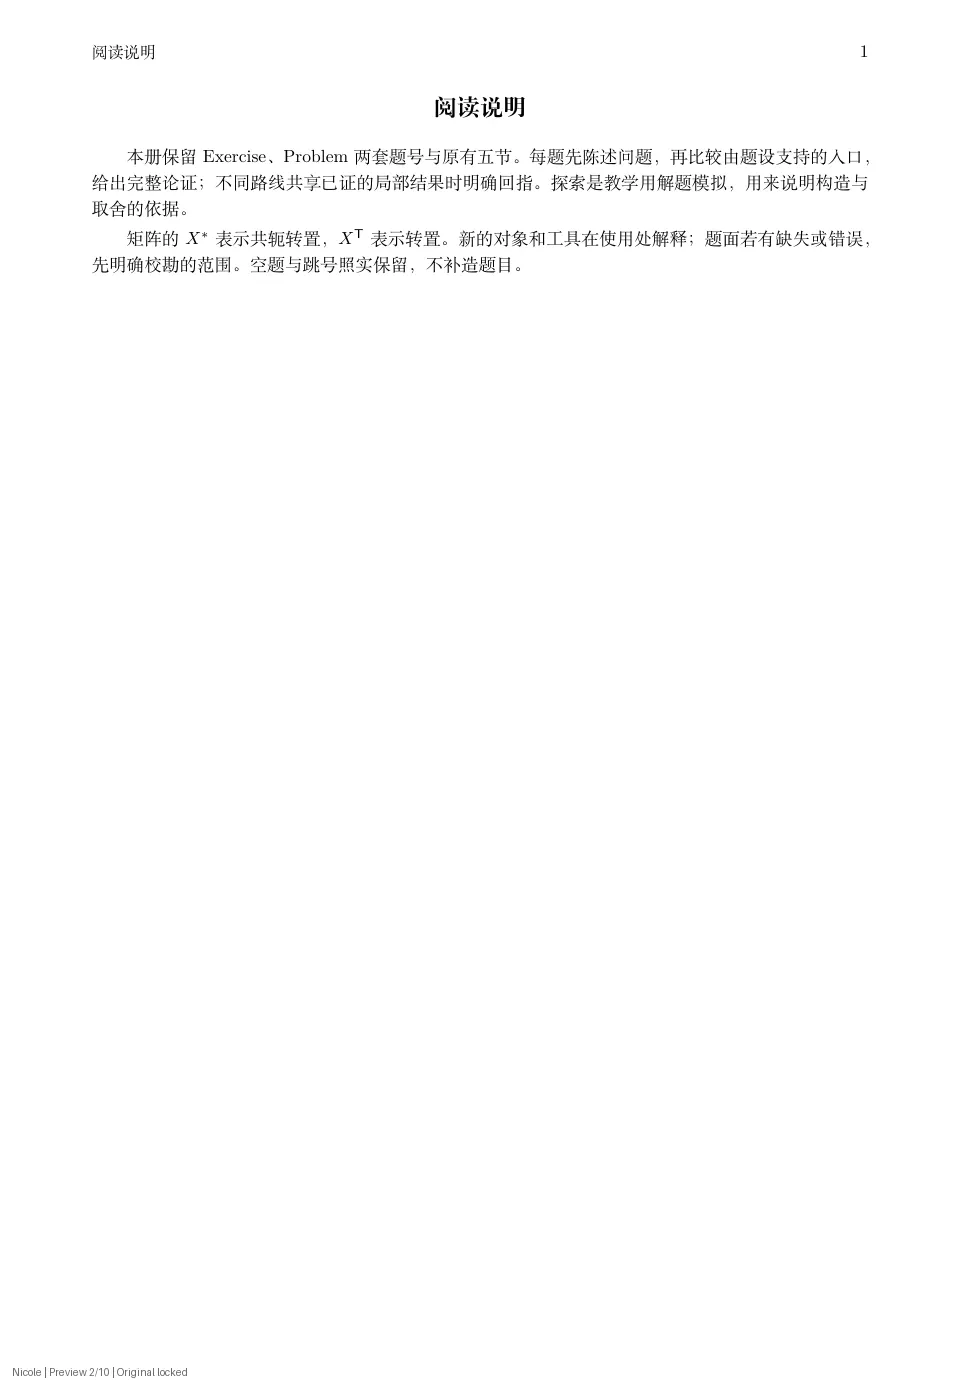 阅读说明 1
阅读说明
本册保留 Exercise、Problem 两套题号与原有五节。每题先陈述问题，再比较由题设支持的入口，
给出完整论证；不同路线共享已证的局部结果时明确回指。探索是教学用解题模拟，用来说明构造与
取舍的依据。
矩阵的 X* 表示共轭转置，Xᵀ 表示转置。新的对象和工具在使用处解释；题面若有缺失或错误，
先明确校勘的范围。空题与跳号照实保留，不补造题目。
Nicole | Preview 2/10 | Original locked